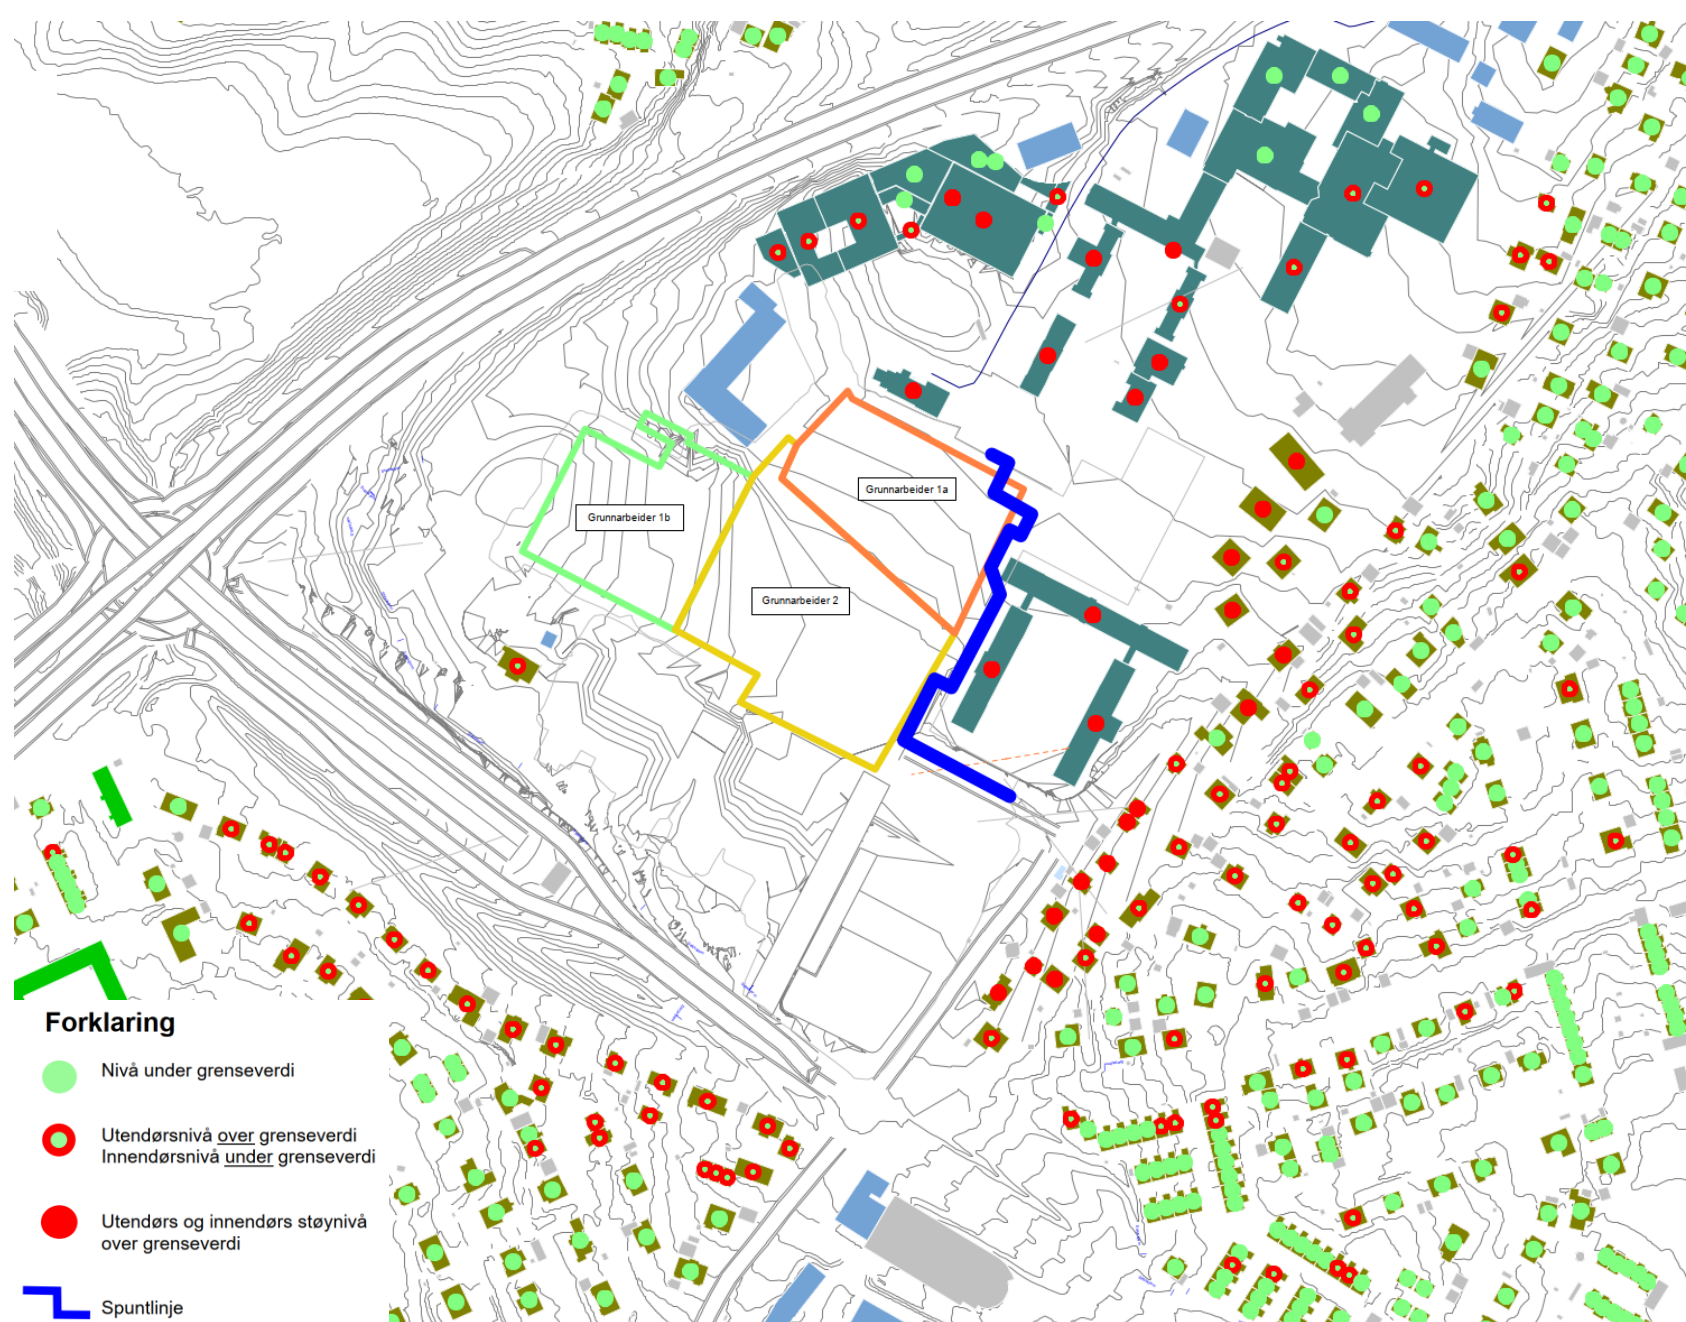 Grunnarbeider 1a
Grunnarbeider 1b
Grunnarbeider 2
Forklaring
Nivå under grenseverdi
Utendørsnivå over grenseverdi
Innendørsnivå under grenseverdi
Utendørs og innendørs støynivå
over grenseverdi
Spuntlinje